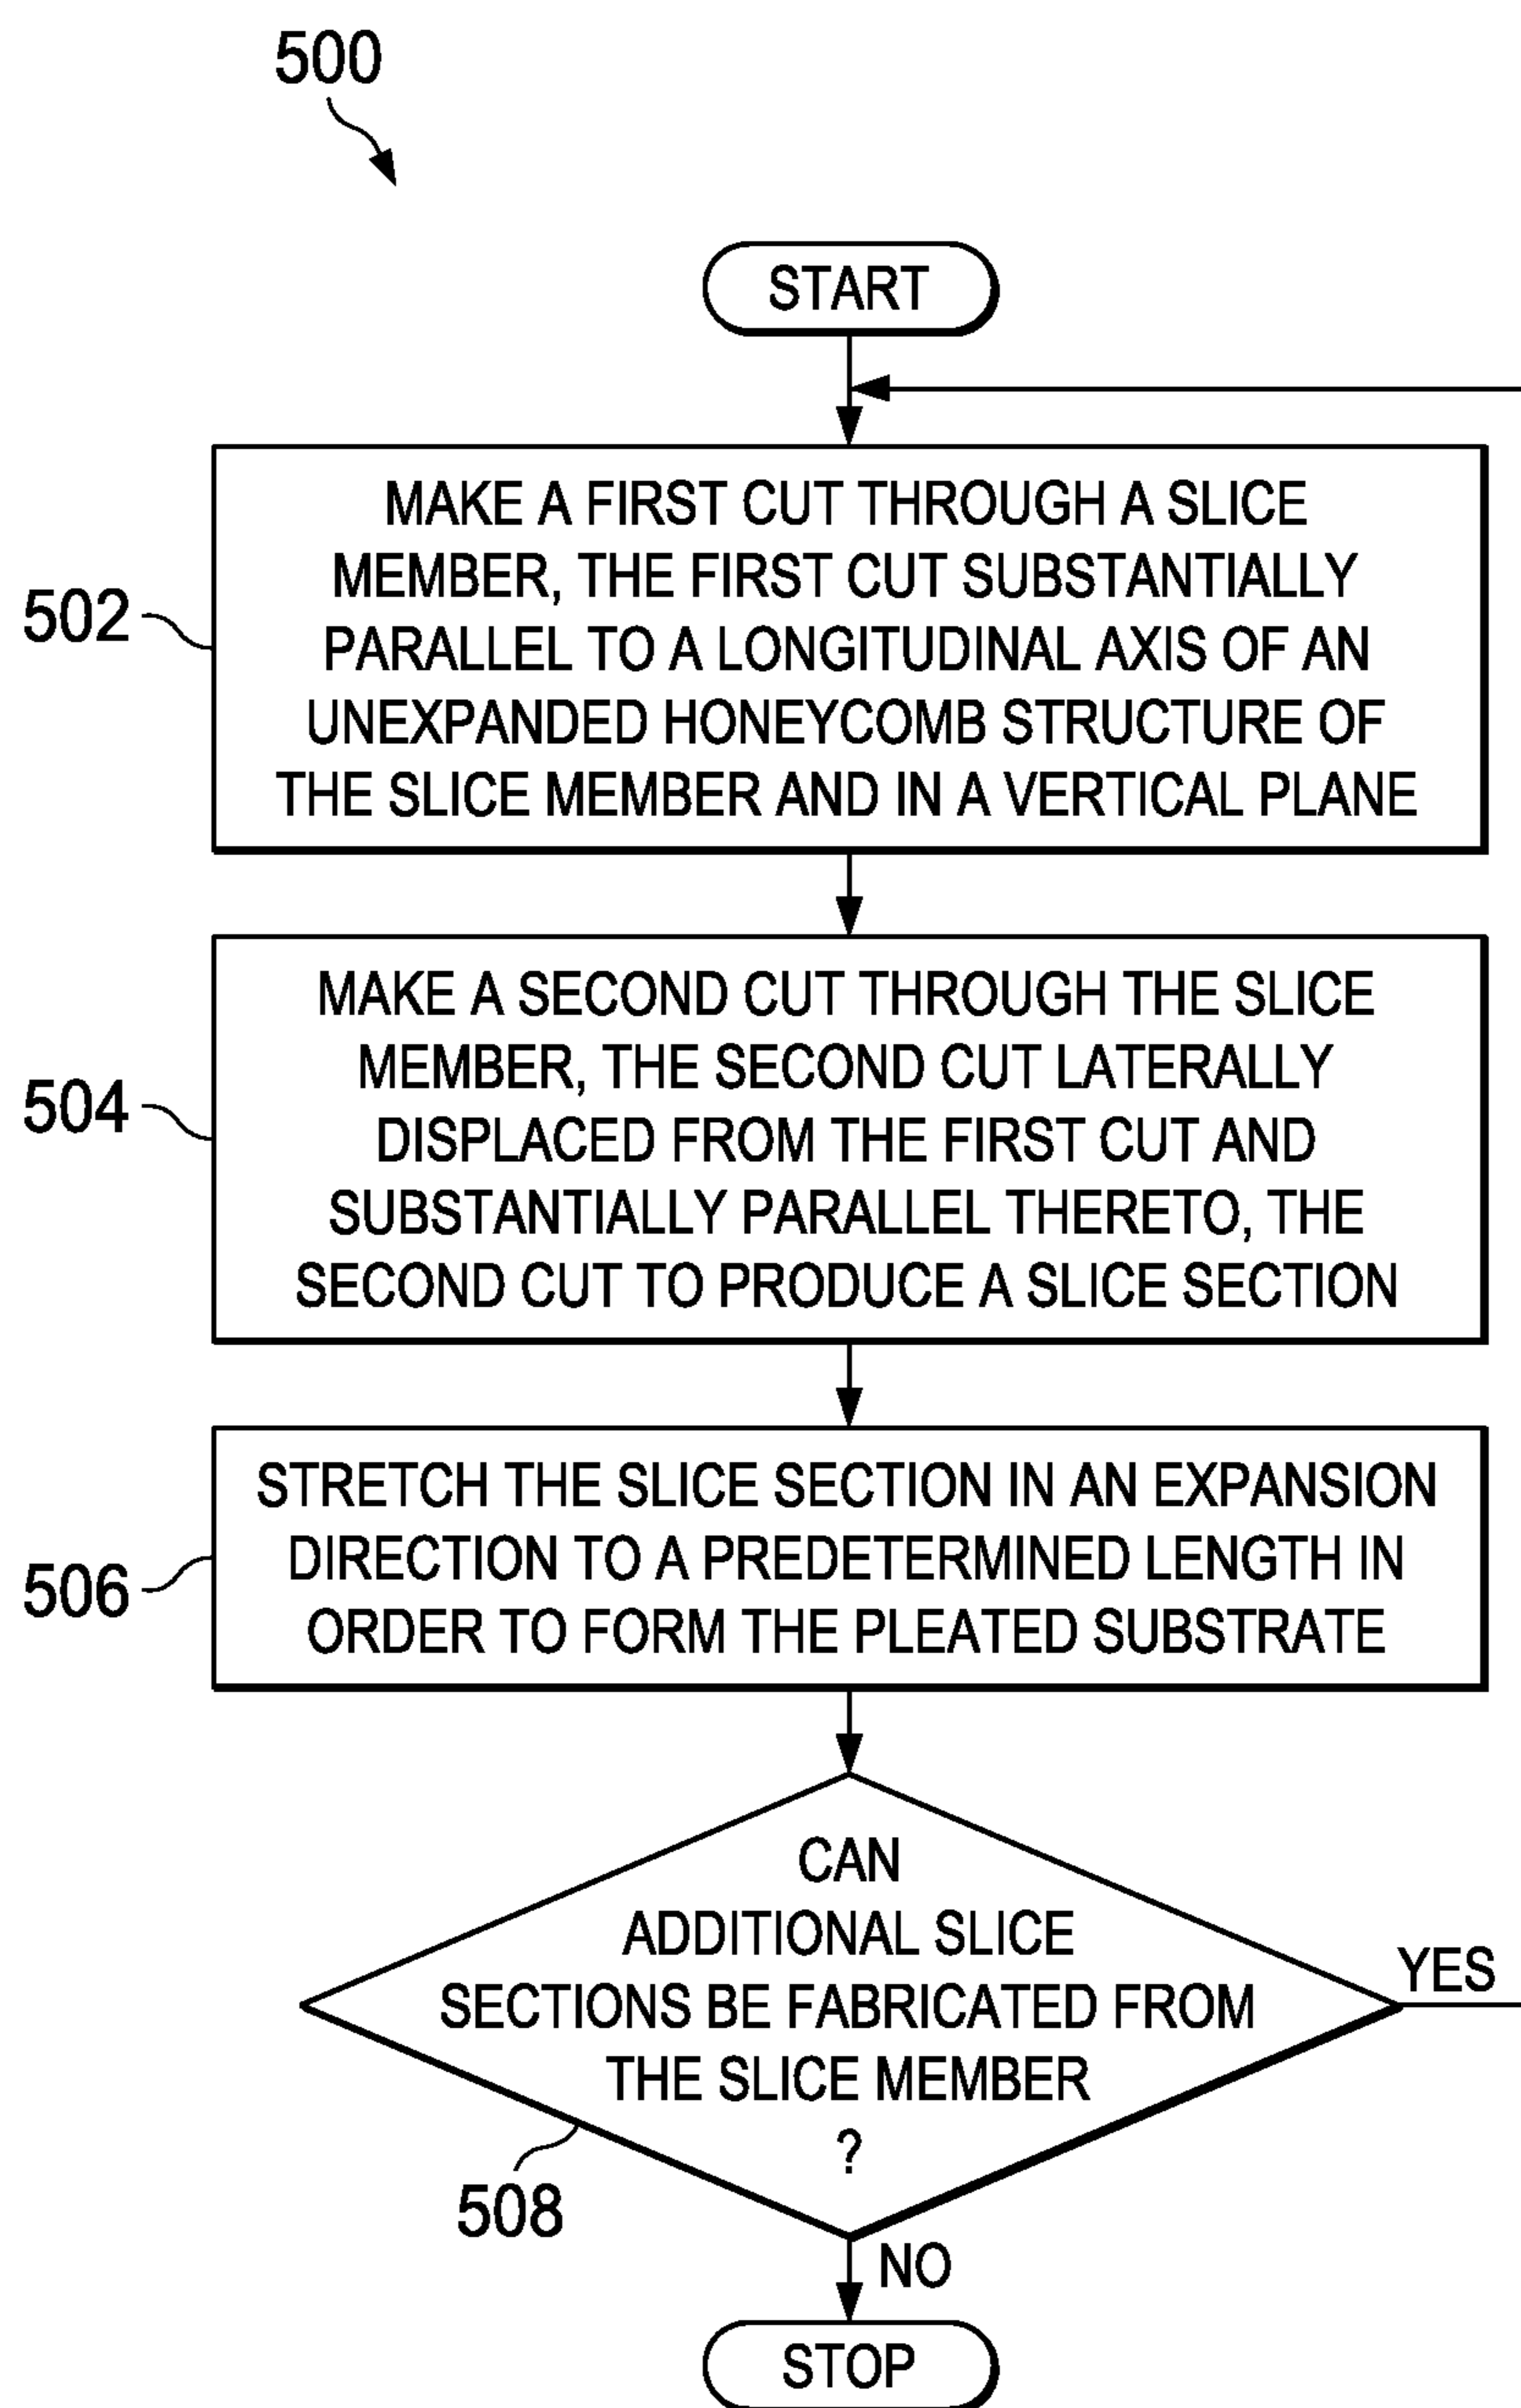 500
START
502
MAKE A FIRST CUT THROUGH A SLICE
MEMBER, THE FIRST CUT SUBSTANTIALLY
PARALLEL TO A LONGITUDINAL AXIS OF AN
UNEXPANDED HONEYCOMB STRUCTURE OF
THE SLICE MEMBER AND IN A VERTICAL PLANE
504
MAKE A SECOND CUT THROUGH THE SLICE
MEMBER, THE SECOND CUT LATERALLY
DISPLACED FROM THE FIRST CUT AND
SUBSTANTIALLY PARALLEL THERETO, THE
SECOND CUT TO PRODUCE A SLICE SECTION
506
STRETCH THE SLICE SECTION IN AN EXPANSION
DIRECTION TO A PREDETERMINED LENGTH IN
ORDER TO FORM THE PLEATED SUBSTRATE
CAN
ADDITIONAL SLICE
SECTIONS BE FABRICATED FROM
THE SLICE MEMBER
?
YES
508
NO
STOP